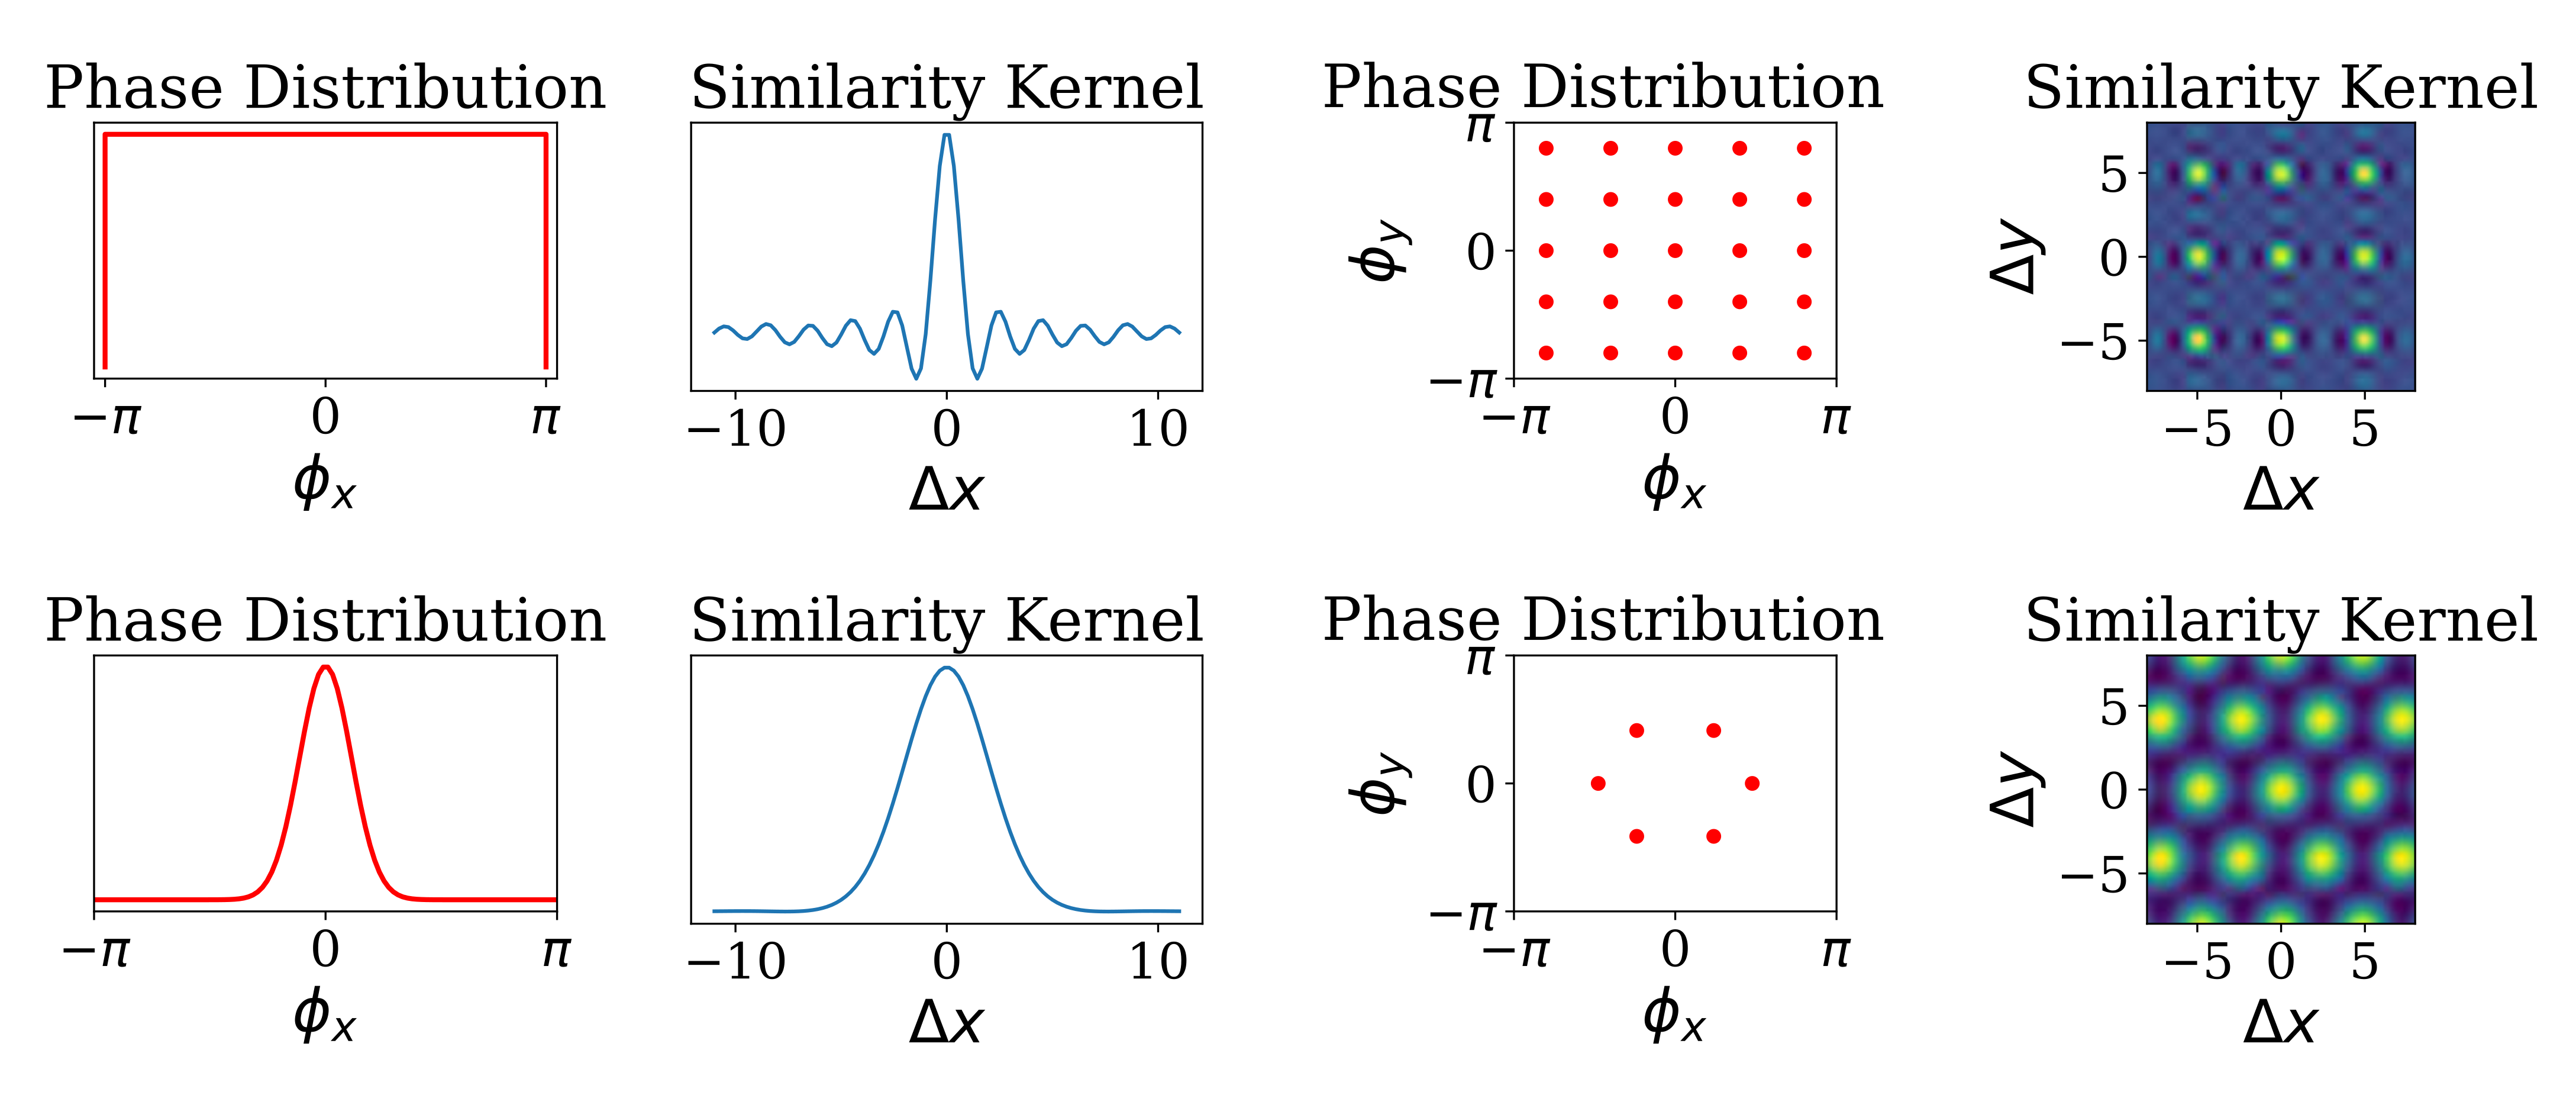 Phase Distribution
Similarity Kernel
Phase Distribution
Similarity Kernel
−π 0 π
ϕx
−10 0 10
Δx
π
0
−π
ϕy
−π 0 π
ϕx
5
0
−5
Δy
−5 0 5
Δx
Phase Distribution
Similarity Kernel
Phase Distribution
Similarity Kernel
−π 0 π
ϕx
−10 0 10
Δx
π
0
−π
ϕy
−π 0 π
ϕx
5
0
−5
Δy
−5 0 5
Δx